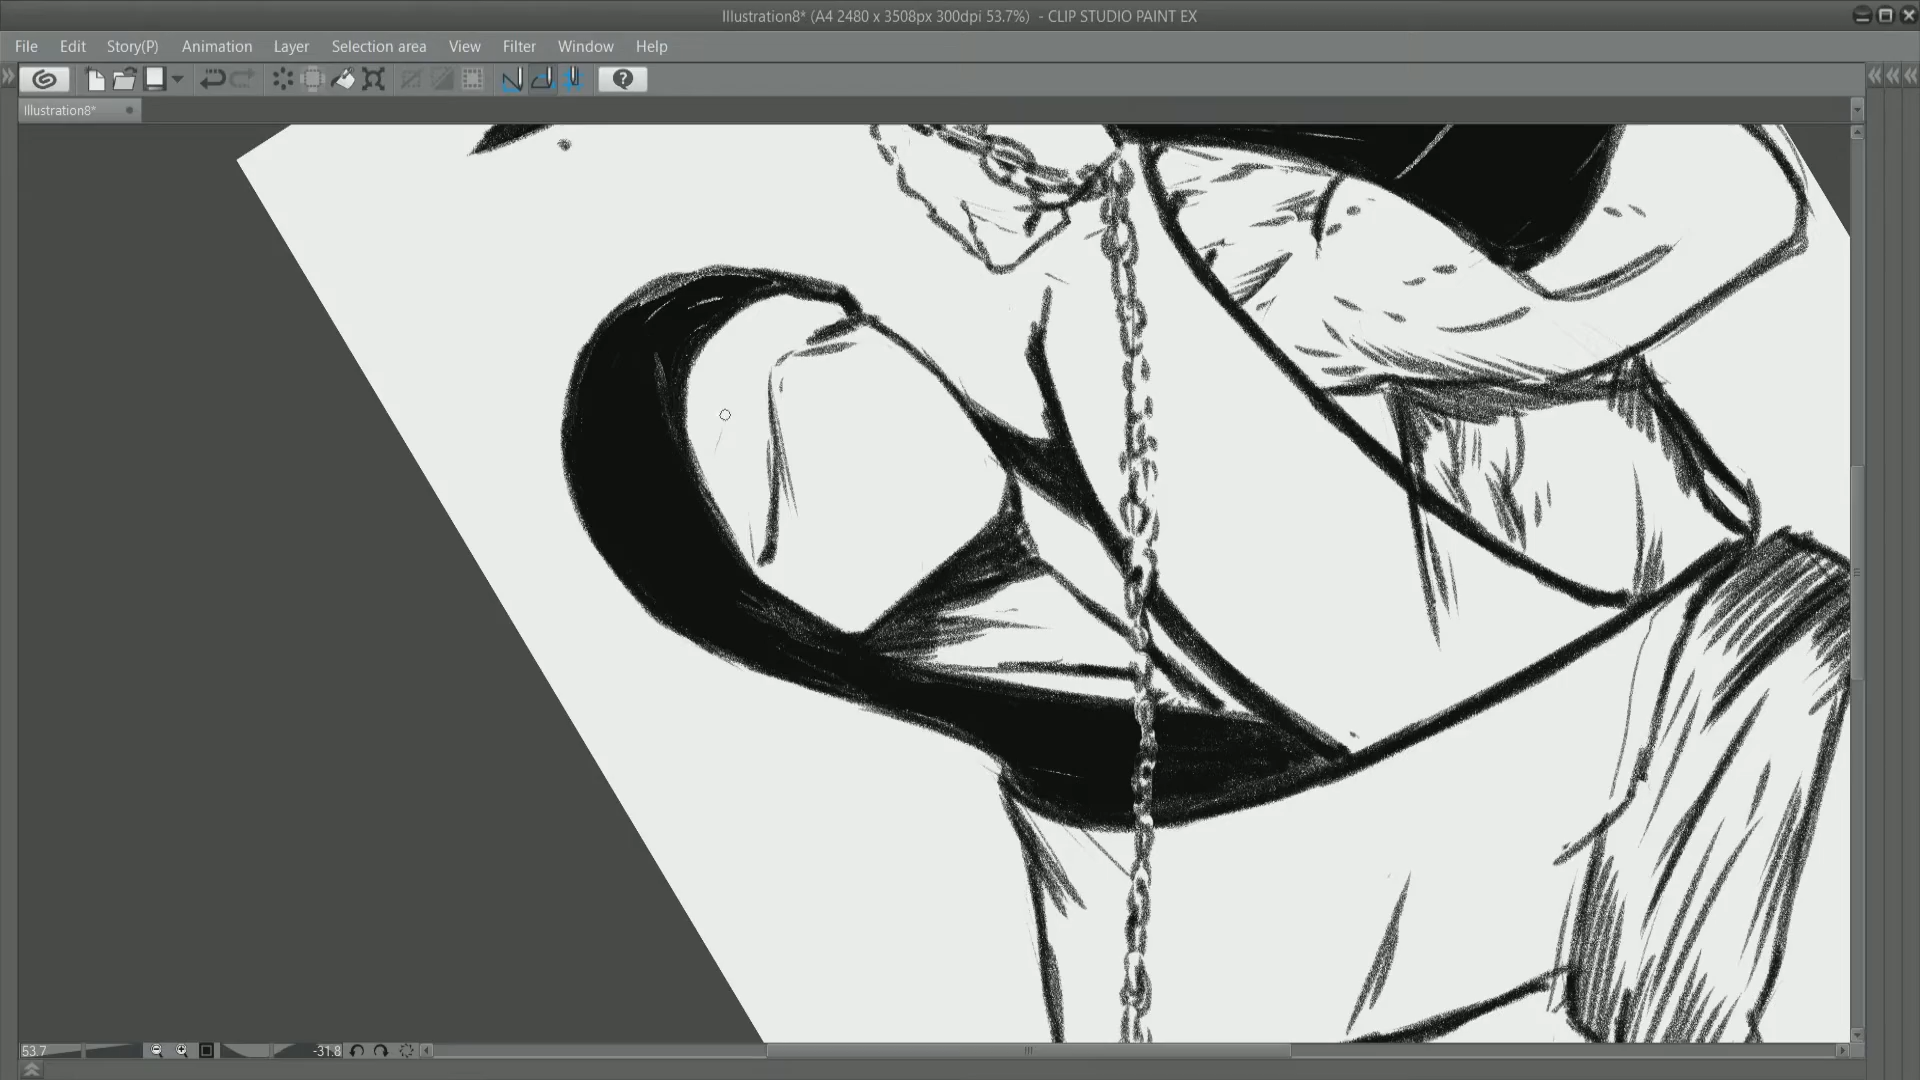 Illustration8* (A4 2480 x 3508px 300dpi 53.7%) - CLIP STUDIO PAINT EX
File Edit Story(P) Animation Layer Selection area View Filter Window Help
Illustration8*
53.7
-31.8